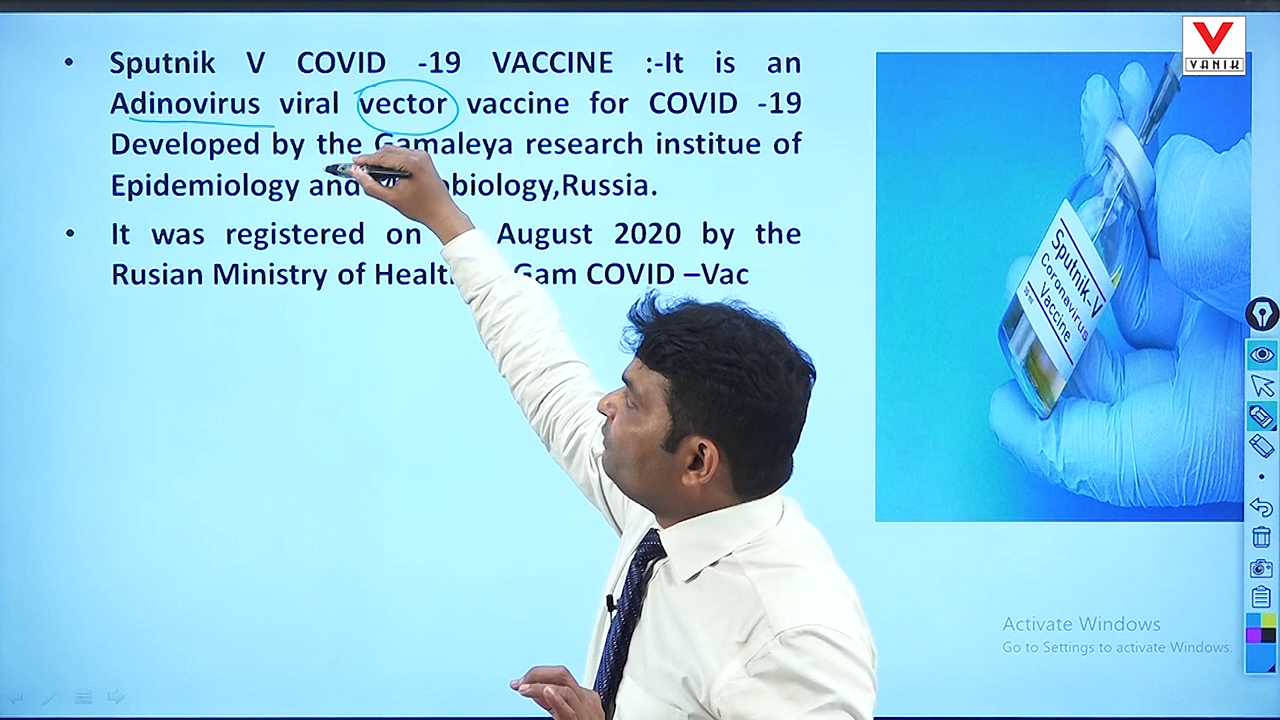 Sputnik V COVID -19 VACCINE :-It is an
Adinovirus viral vector vaccine for COVID -19
Developed by the Gamaleya research institue of
Epidemiology and biology,Russia.
It was registered on August 2020 by the
Rusian Ministry of Health Gam COVID –Vac
V
VANIK
Sputnik-V
Coronavirus
Vaccine
Activate Windows
Go to Settings to activate Windows.